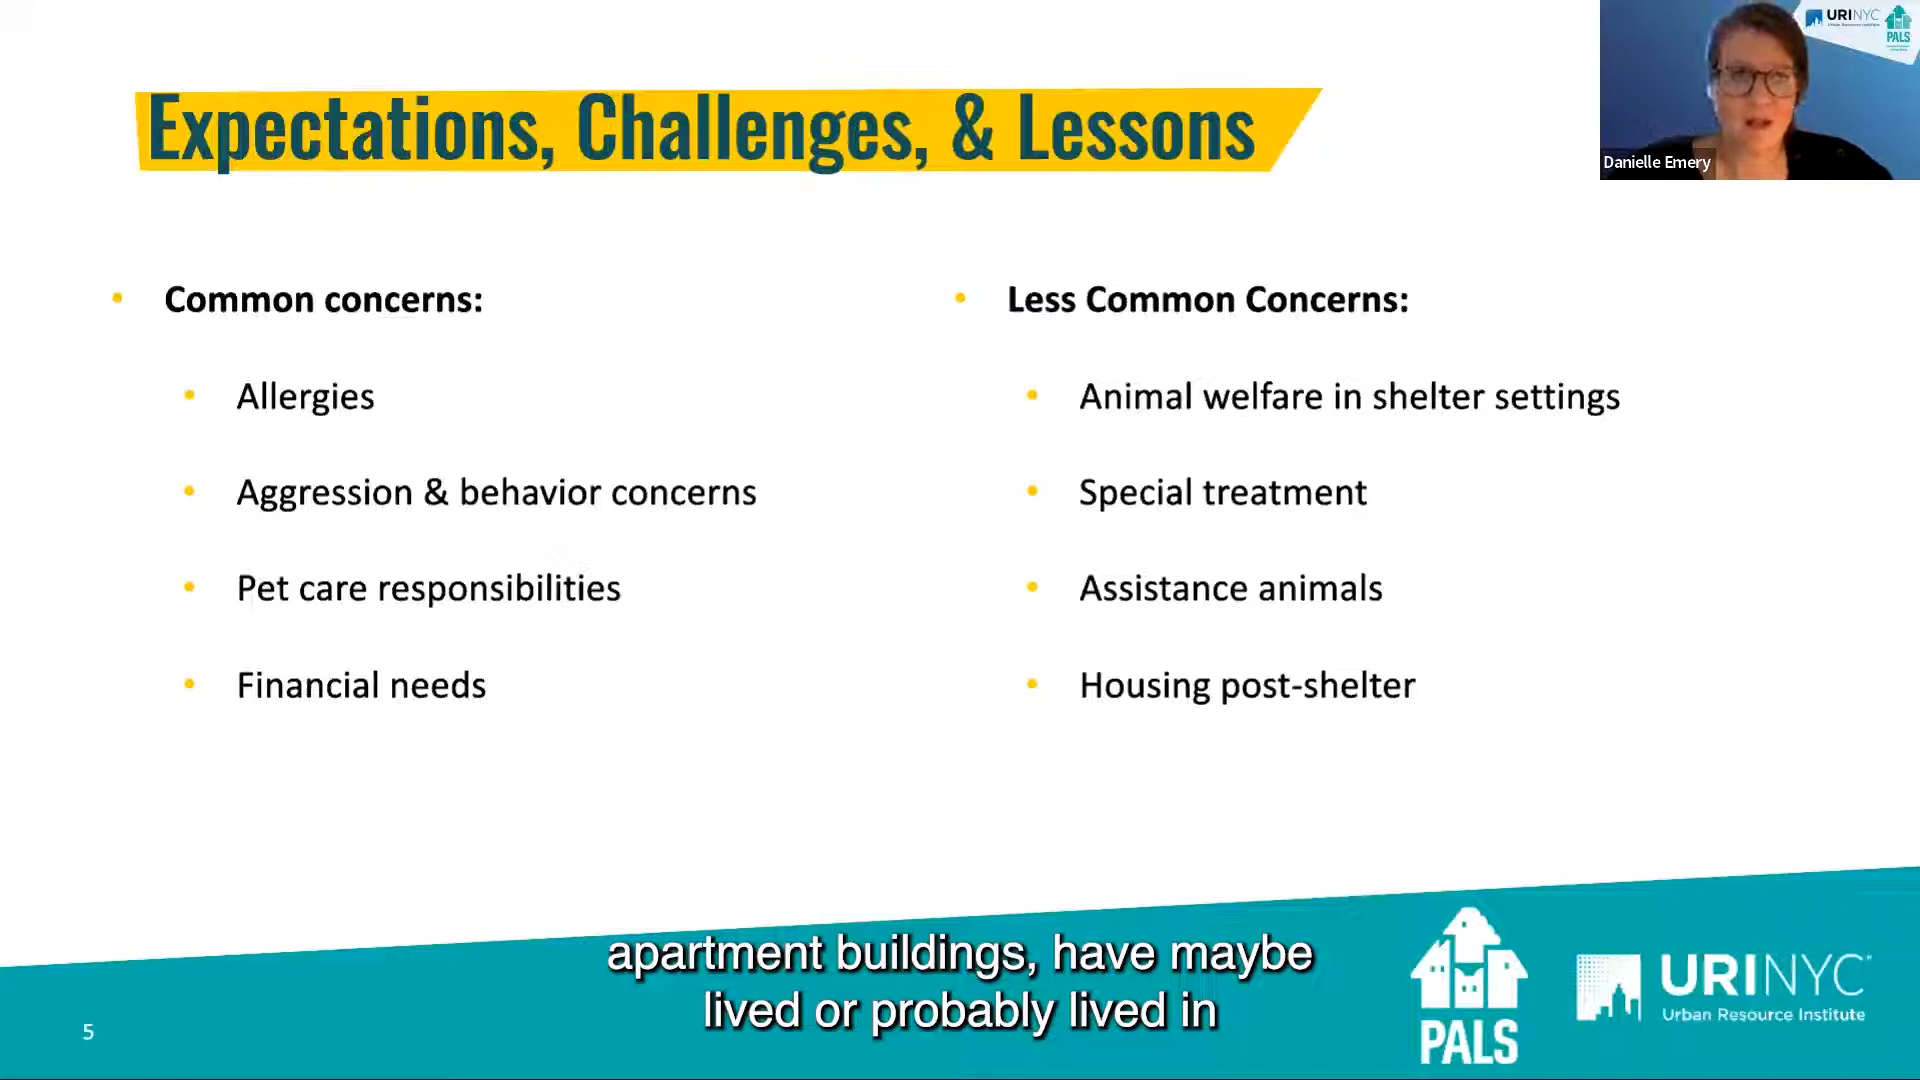 Expectations, Challenges, & Lessons
URINYC
PALS
Danielle Emery
Common concerns:
Allergies
Aggression & behavior concerns
Pet care responsibilities
Financial needs
Less Common Concerns:
Animal welfare in shelter settings
Special treatment
Assistance animals
Housing post-shelter
apartment buildings, have maybe
lived or probably lived in
5
PALS
URINYC
Urban Resource Institute